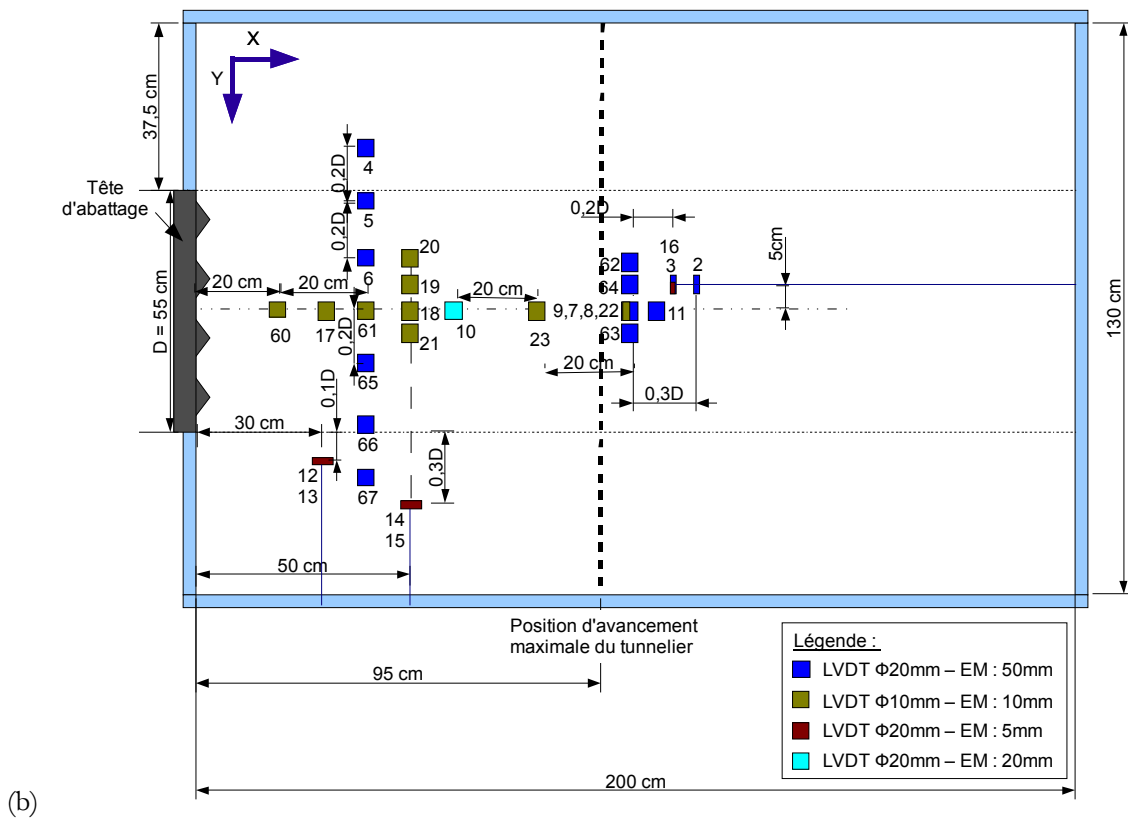 X
Y
37,5 cm
Tête
d'abattage
D = 55 cm
0,2D
0,2D
4
5
6
20 cm
20 cm
60
17
61
0,2D
65
66
67
0,1D
30 cm
12
13
20
19
18
21
10
20 cm
23
0,3D
14
15
50 cm
0,2D
16
3
2
5cm
62
64
9,7,8,22
11
63
20 cm
0,3D
130 cm
Position d'avancement
maximale du tunnelier
95 cm
200 cm
Légende :
LVDT Φ20mm – EM : 50mm
LVDT Φ10mm – EM : 10mm
LVDT Φ20mm – EM : 5mm
LVDT Φ20mm – EM : 20mm
(b)